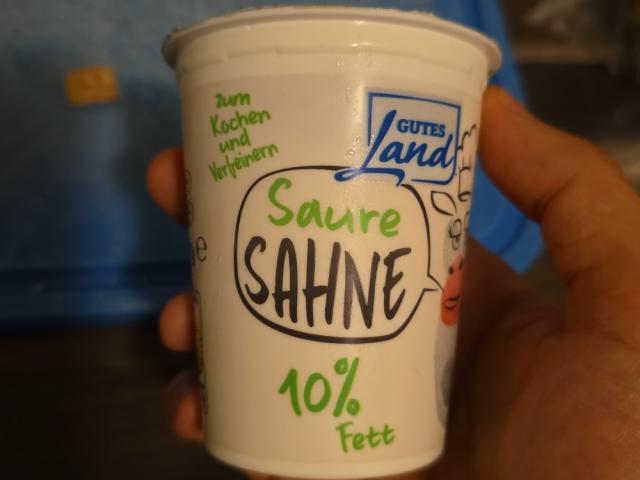 zum
Kochen
und
Verfeinern
GUTES
Land
Saure
SAHNE
10%
Fett